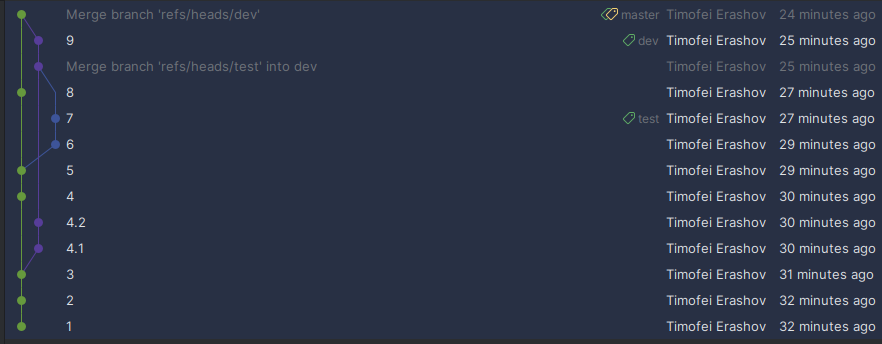 Merge branch 'refs/heads/dev' master Timofei Erashov 24 minutes ago
9 dev Timofei Erashov 25 minutes ago
Merge branch 'refs/heads/test' into dev Timofei Erashov 25 minutes ago
8 Timofei Erashov 27 minutes ago
7 test Timofei Erashov 27 minutes ago
6 Timofei Erashov 29 minutes ago
5 Timofei Erashov 29 minutes ago
4 Timofei Erashov 30 minutes ago
4.2 Timofei Erashov 30 minutes ago
4.1 Timofei Erashov 30 minutes ago
3 Timofei Erashov 31 minutes ago
2 Timofei Erashov 32 minutes ago
1 Timofei Erashov 32 minutes ago